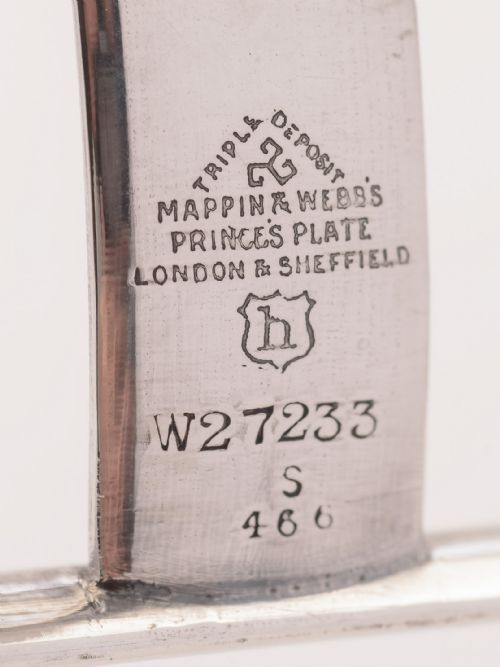 TRIPLE DEPOSIT
MAPPIN & WEBB'S
PRINCE'S PLATE
LONDON & SHEFFIELD
h
W27233
S
466